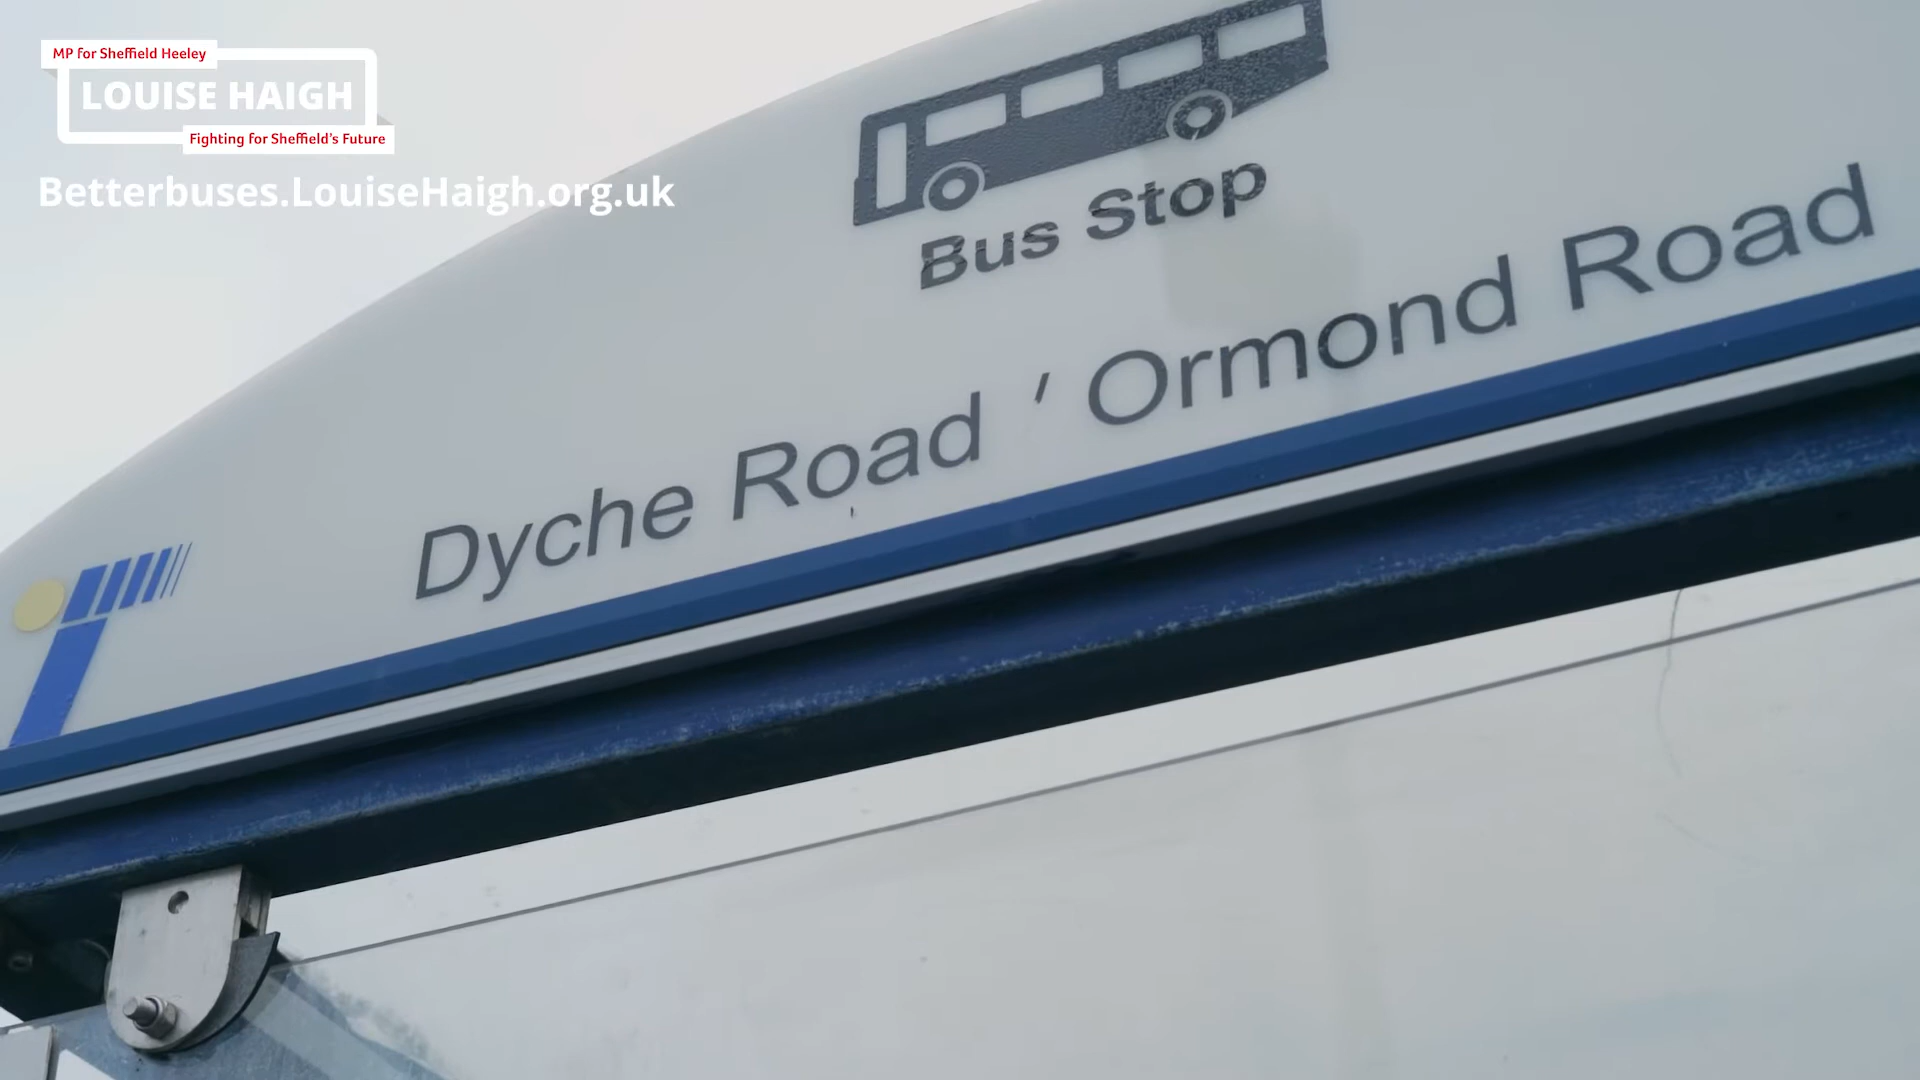 MP for Sheffield Heeley
LOUISE HAIGH
Fighting for Sheffield's Future
Betterbuses.LouiseHaigh.org.uk
Bus Stop
Dyche Road ' Ormond Road